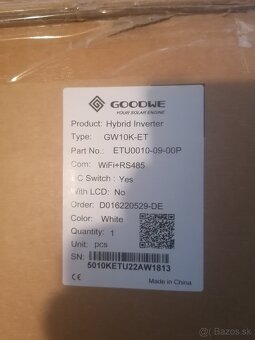 GOODWE
YOUR SOLAR ENGINE
Product: Hybrid Inverter
Type: GW10K-ET
Part No.: ETU0010-09-00P
Com: WiFi+RS485
C Switch: Yes
With LCD: No
Order: D016220529-DE
Color: White
Quantity: 1
Unit: pcs
SN: 5010KETU22AW1813
Made in China
bazos.sk